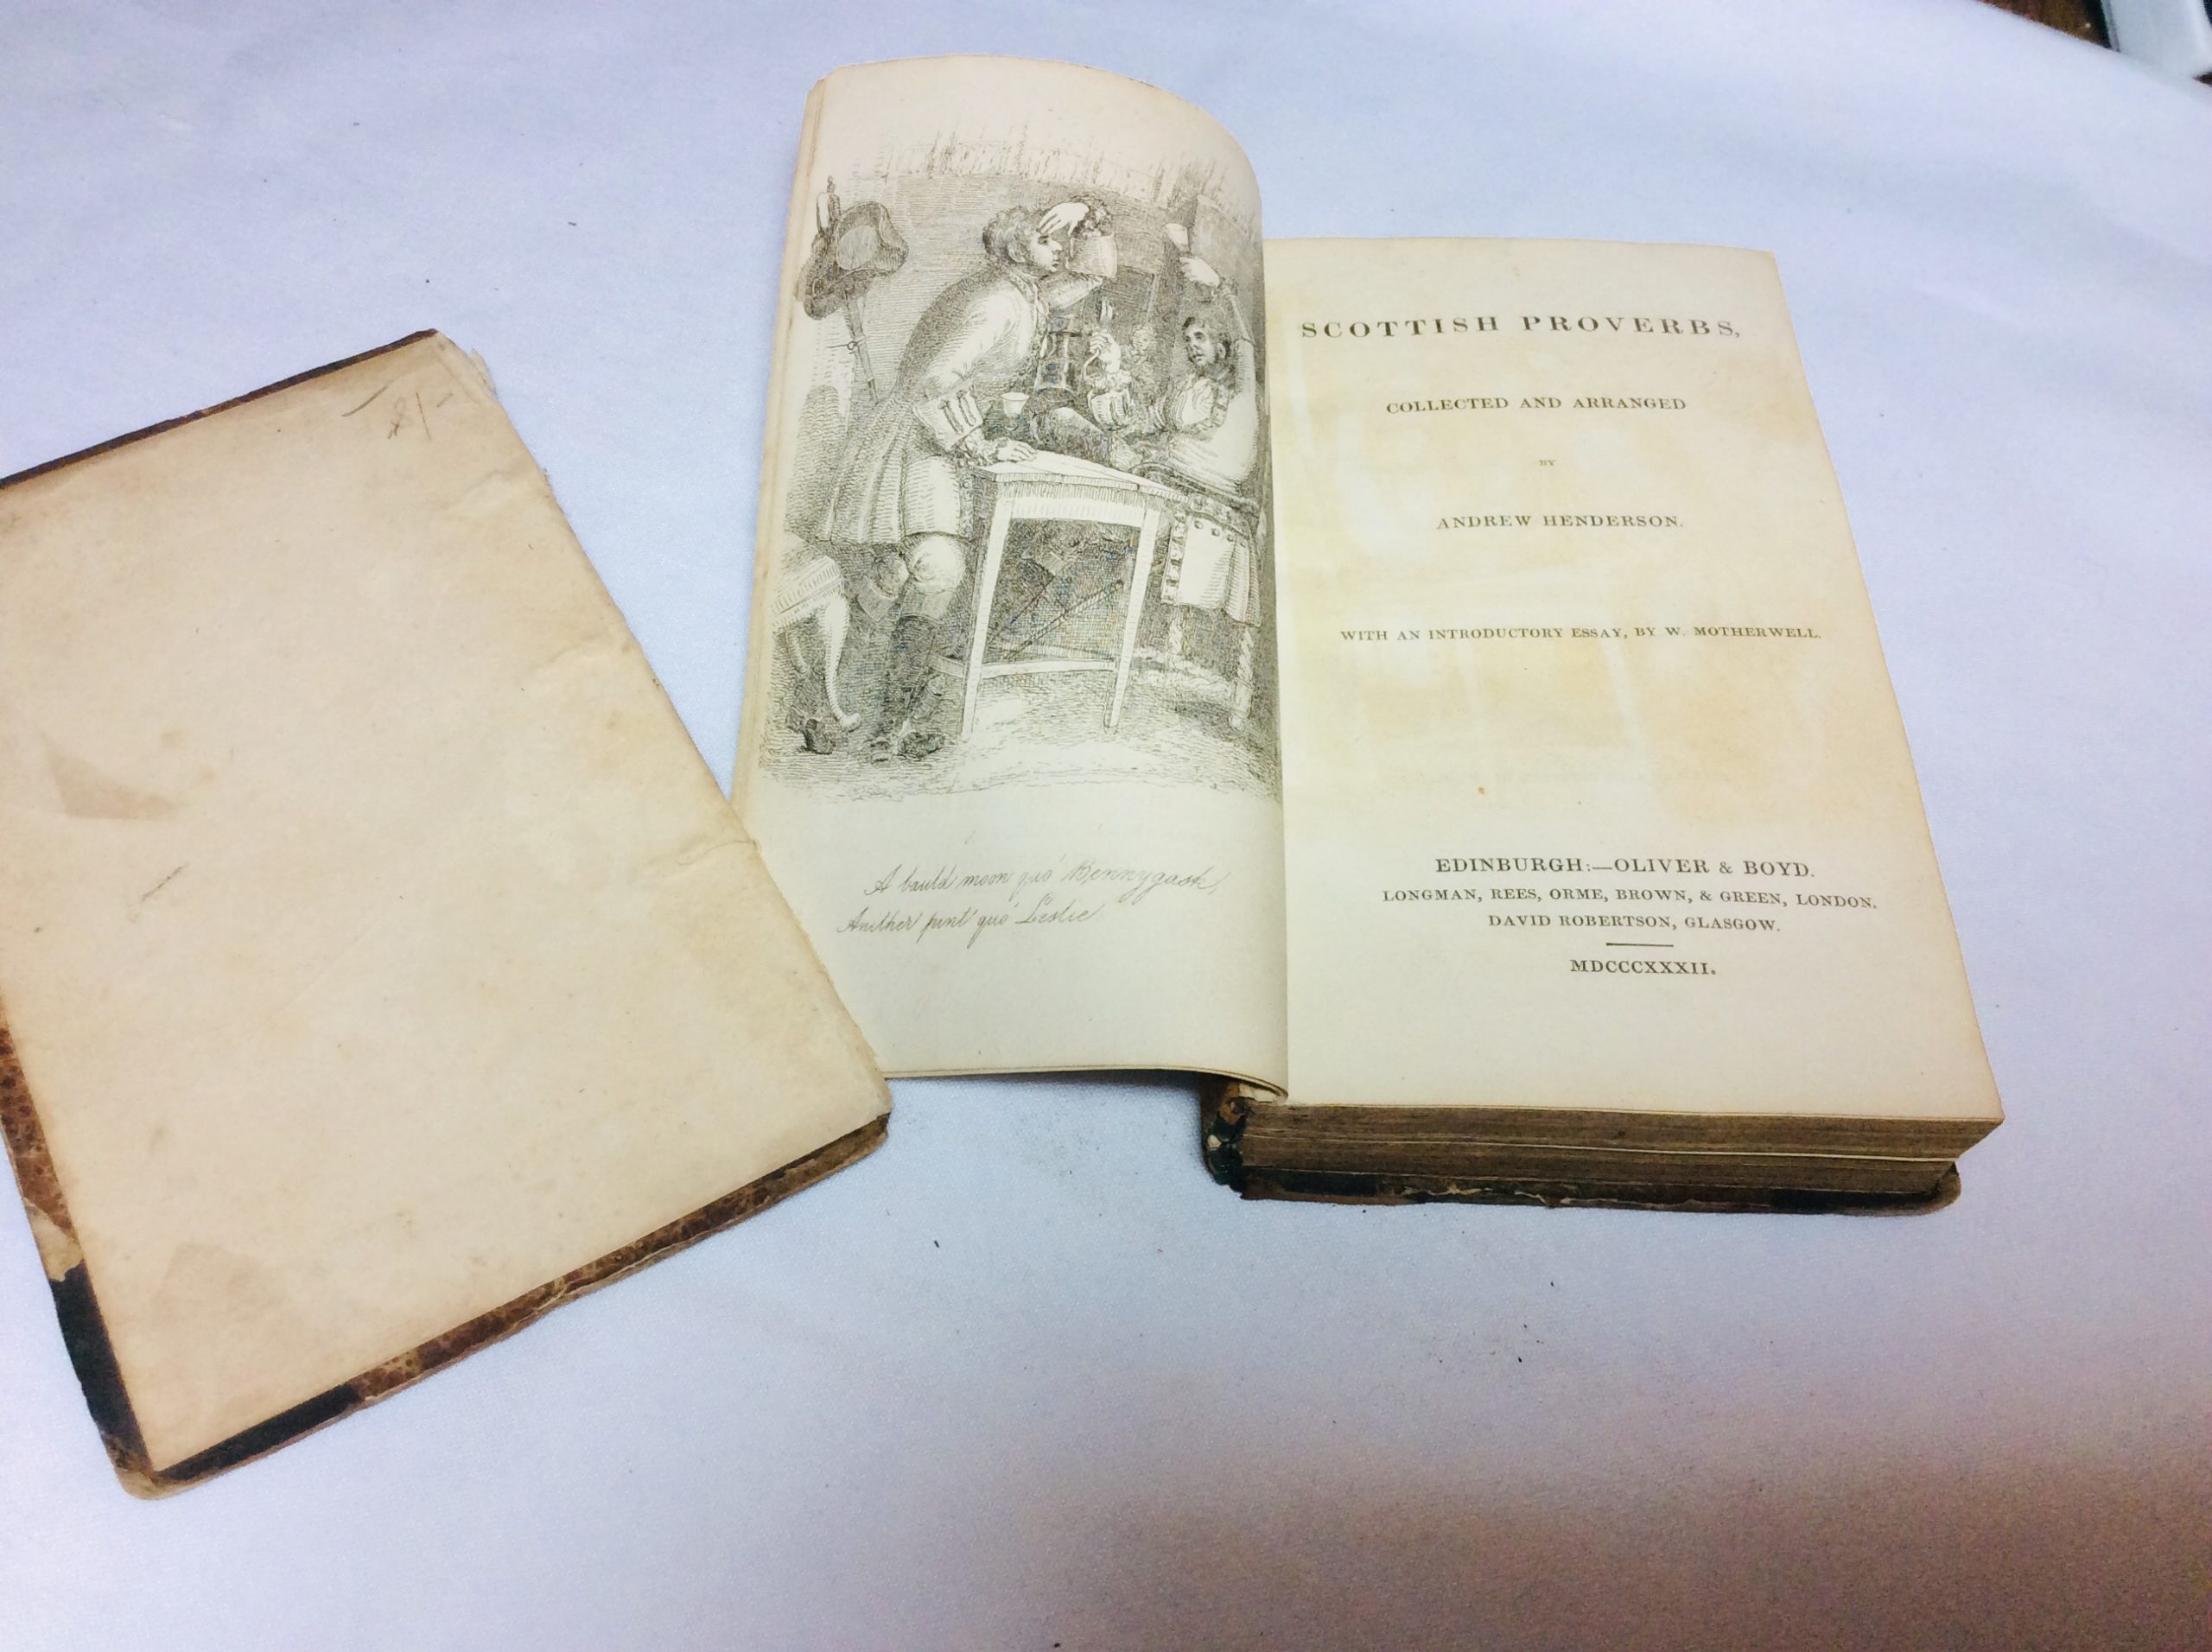 8/-
A bauld moon quo' Bennygask,
Anither pint quo' Leslie
SCOTTISH PROVERBS,
COLLECTED AND ARRANGED
BY
ANDREW HENDERSON.
WITH AN INTRODUCTORY ESSAY, BY W. MOTHERWELL.
EDINBURGH:—OLIVER & BOYD.
LONGMAN, REES, ORME, BROWN, & GREEN, LONDON.
DAVID ROBERTSON, GLASGOW.
MDCCCXXXII.